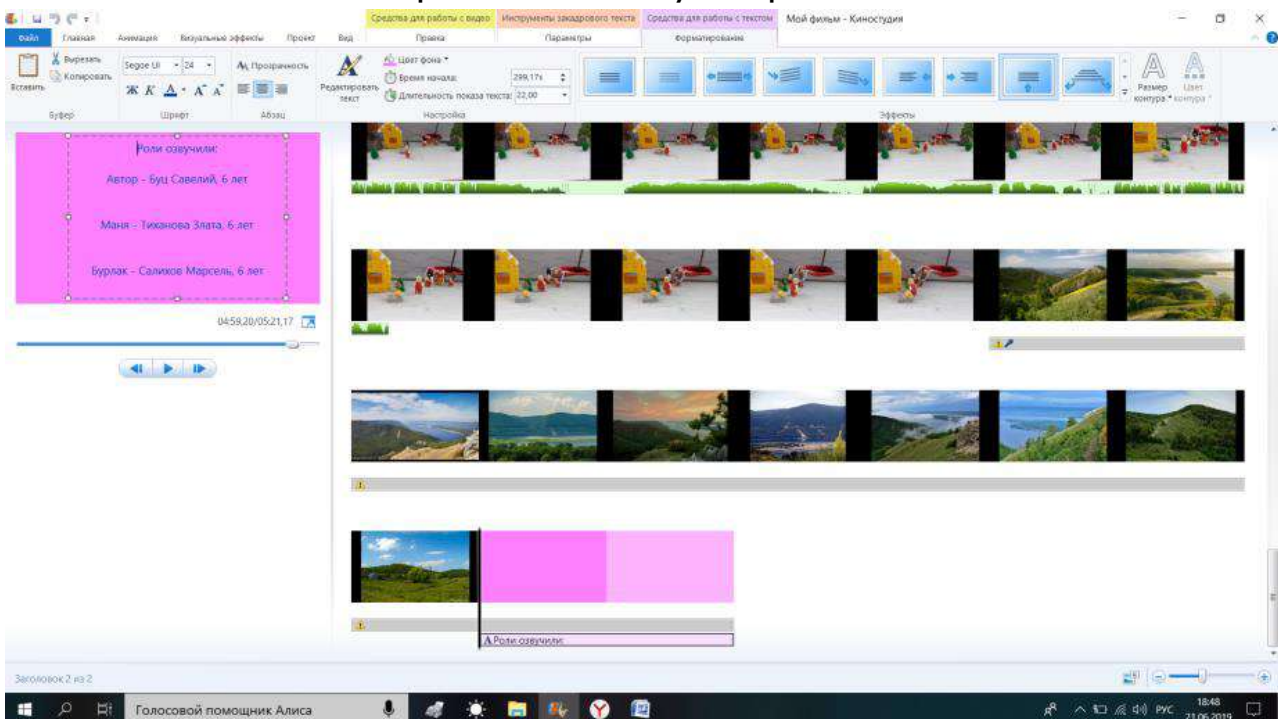 Средства для работы с видео Инструменты закадрового текста Средства для работы с текстом Мой фильм - Киностудия
Файл Главная Анимация Визуальные эффекты Проект Вид Правка Параметры Форматирование
Вставить
Вырезать
Копировать
Буфер
Segoe UI 24 Прозрачность
Ж К А А А
Шрифт
Абзац
Редактировать текст
Цвет фона
Время начала: 299,17s
Длительность показа текста: 22,00
Настройка
Эффекты
Размер контура
Цвет контура
Роли озвучили:
Автор – Буц Савелий, 6 лет
Маня – Тиханова Злата, 6 лет
Бурлак – Салихов Марсель, 6 лет
04:59,20/05:21,17
A Роли озвучили:
Заголовок 2 из 2
Голосовой помощник Алиса
РУС
18:48
21.06.2019